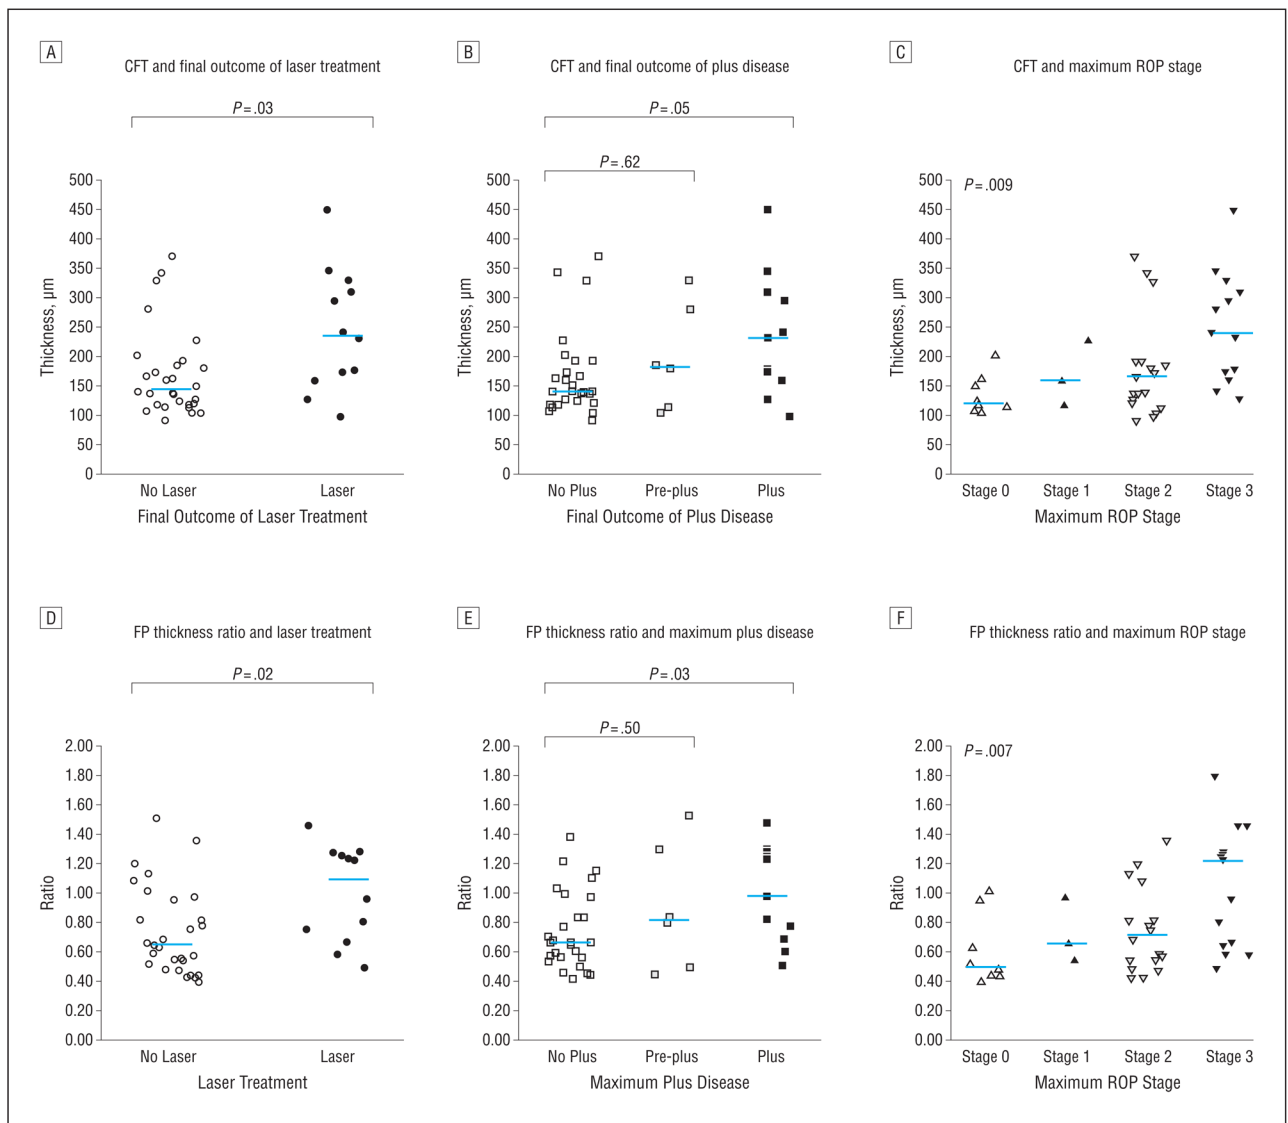 A
CFT and final outcome of laser treatment
P = .03
500
450
400
350
300
250
200
150
100
50
0
Thickness, μm
No Laser
Laser
Final Outcome of Laser Treatment
B
CFT and final outcome of plus disease
P = .05
P = .62
500
450
400
350
300
250
200
150
100
50
0
Thickness, μm
No Plus
Pre-plus
Plus
Final Outcome of Plus Disease
C
CFT and maximum ROP stage
P = .009
500
450
400
350
300
250
200
150
100
50
0
Thickness, μm
Stage 0
Stage 1
Stage 2
Stage 3
Maximum ROP Stage
D
FP thickness ratio and laser treatment
P = .02
2.00
1.80
1.60
1.40
1.20
1.00
0.80
0.60
0.40
0.20
0.00
Ratio
No Laser
Laser
Laser Treatment
E
FP thickness ratio and maximum plus disease
P = .03
P = .50
2.00
1.80
1.60
1.40
1.20
1.00
0.80
0.60
0.40
0.20
0.00
Ratio
No Plus
Pre-plus
Plus
Maximum Plus Disease
F
FP thickness ratio and maximum ROP stage
P = .007
2.00
1.80
1.60
1.40
1.20
1.00
0.80
0.60
0.40
0.20
0.00
Ratio
Stage 0
Stage 1
Stage 2
Stage 3
Maximum ROP Stage